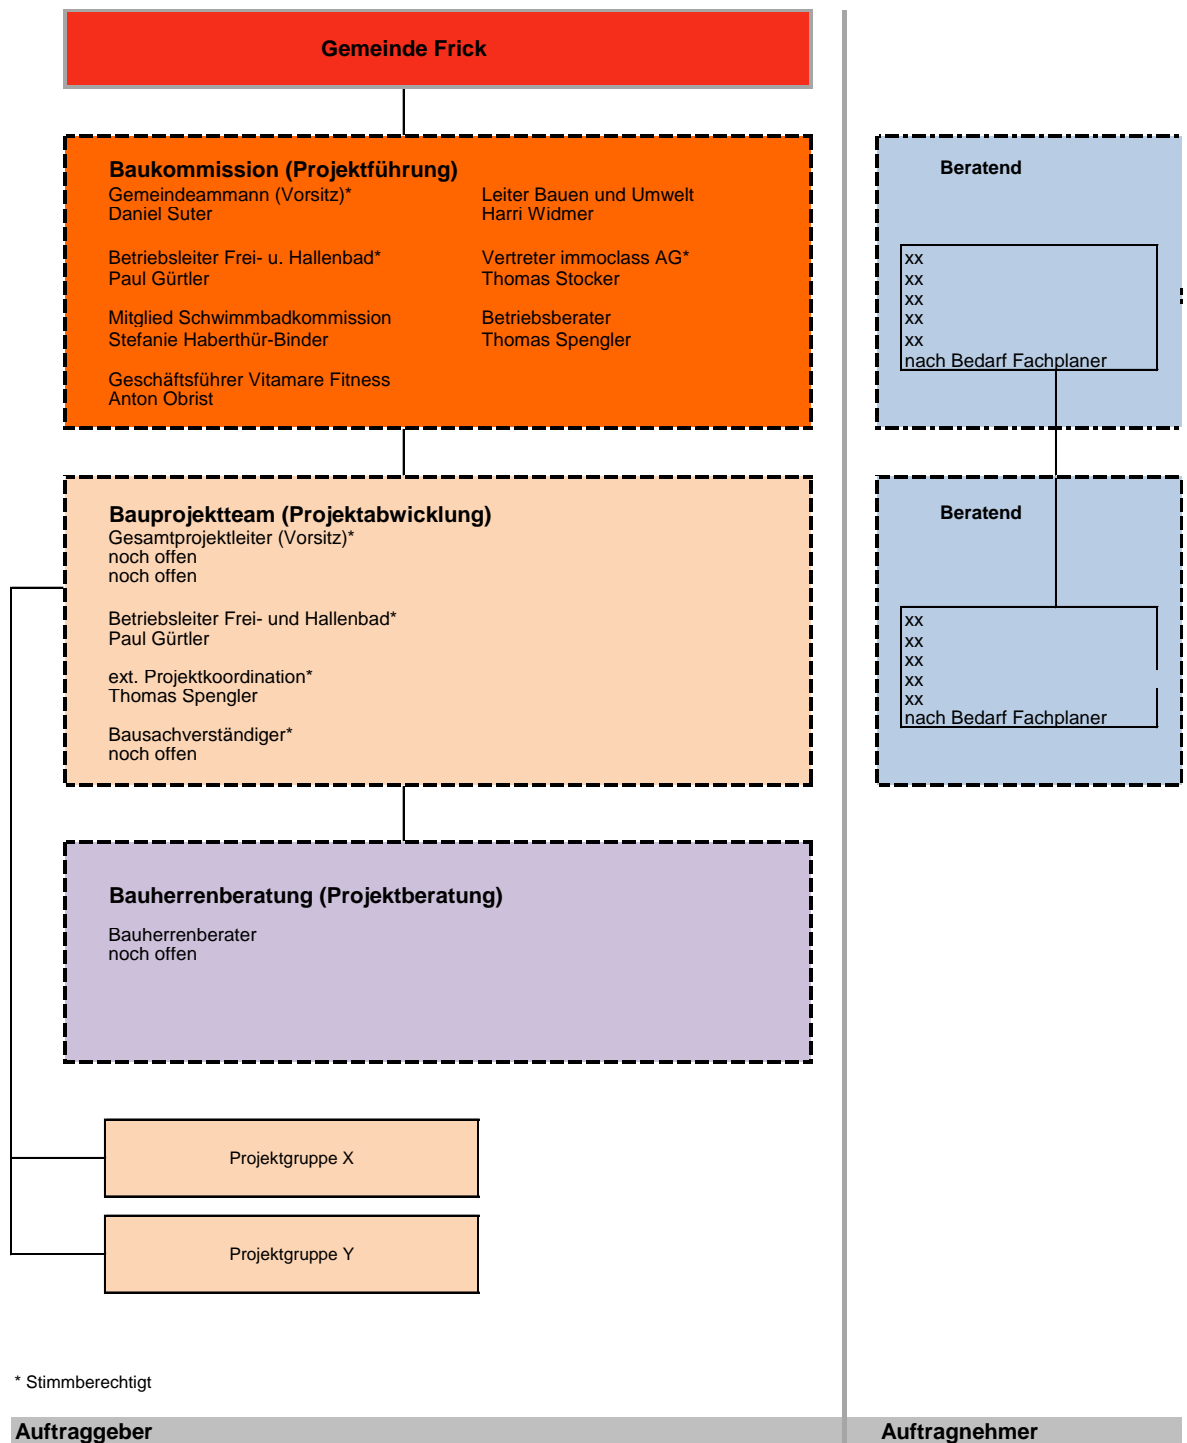 Gemeinde Frick
Baukommission (Projektführung)
Gemeindeammann (Vorsitz)*
Daniel Suter
Betriebsleiter Frei- u. Hallenbad*
Paul Gürtler
Mitglied Schwimmbadkommission
Stefanie Haberthür-Binder
Geschäftsführer Vitamare Fitness
Anton Obrist
Leiter Bauen und Umwelt
Harri Widmer
Vertreter immoclass AG*
Thomas Stocker
Betriebsberater
Thomas Spengler
Beratend
xx
xx
xx
xx
xx
nach Bedarf Fachplaner
Bauprojektteam (Projektabwicklung)
Gesamtprojektleiter (Vorsitz)*
noch offen
noch offen
Betriebsleiter Frei- und Hallenbad*
Paul Gürtler
ext. Projektkoordination*
Thomas Spengler
Bausachverständiger*
noch offen
Beratend
xx
xx
xx
xx
xx
nach Bedarf Fachplaner
Bauherrenberatung (Projektberatung)
Bauherrenberater
noch offen
Projektgruppe X
Projektgruppe Y
* Stimmberechtigt
Auftraggeber
Auftragnehmer